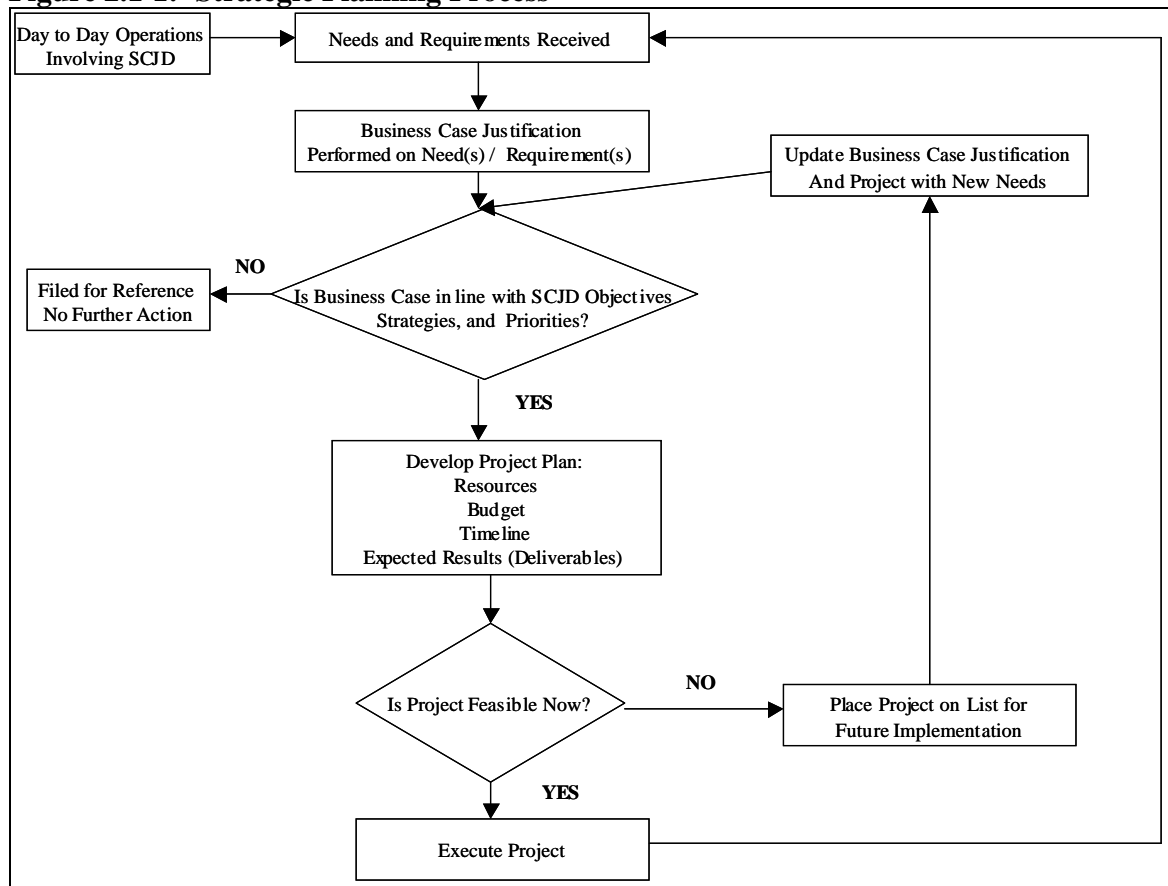 Strategic Planning Process
Day to Day Operations
Involving SCJD
Needs and Requirements Received
Business Case Justification
Performed on Need(s) / Requirement(s)
Update Business Case Justification
And Project with New Needs
NO
Filed for Reference
No Further Action
Is Business Case in line with SCJD Objectives
Strategies, and Priorities?
YES
Develop Project Plan:
Resources
Budget
Timeline
Expected Results (Deliverables)
Is Project Feasible Now?
NO
Place Project on List for
Future Implementation
YES
Execute Project